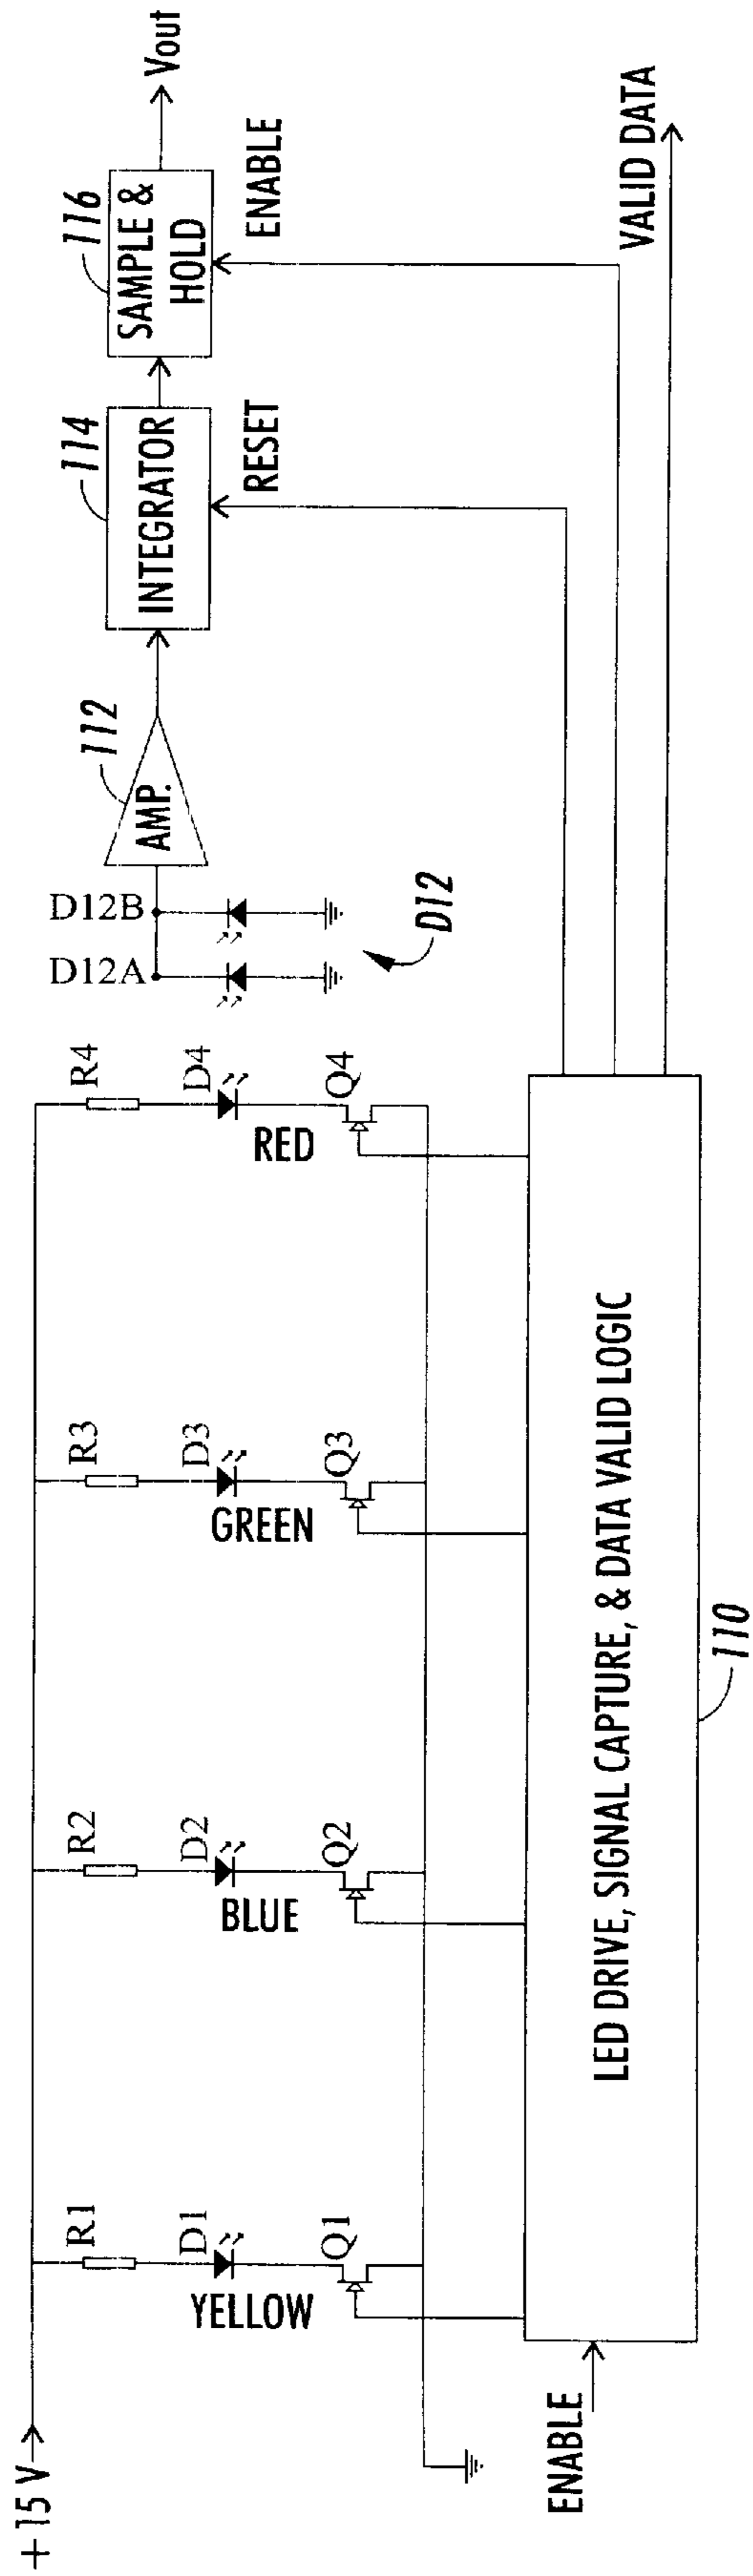 +15 V
R1
R2
R3
R4
D1
D2
D3
D4
YELLOW
BLUE
GREEN
RED
Q1
Q2
Q3
Q4
D12A
D12B
D12
AMP.
112
INTEGRATOR
114
RESET
SAMPLE &
HOLD
116
ENABLE
Vout
ENABLE
LED DRIVE, SIGNAL CAPTURE, & DATA VALID LOGIC
110
VALID DATA